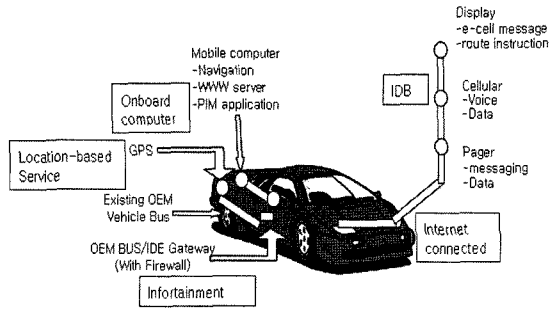 Display
-e-cell message
-route instruction
Mobile computer
-Navigation
-WWW server
-PIM application
Onboard
computer
IDB
Cellular
-Voice
-Data
Location-based
Service
GPS
Pager
-messaging
-Data
Existing OEM
Vehicle Bus
OEM BUS/IDE Gateway
(With Firewall)
Internet
connected
Infortainment